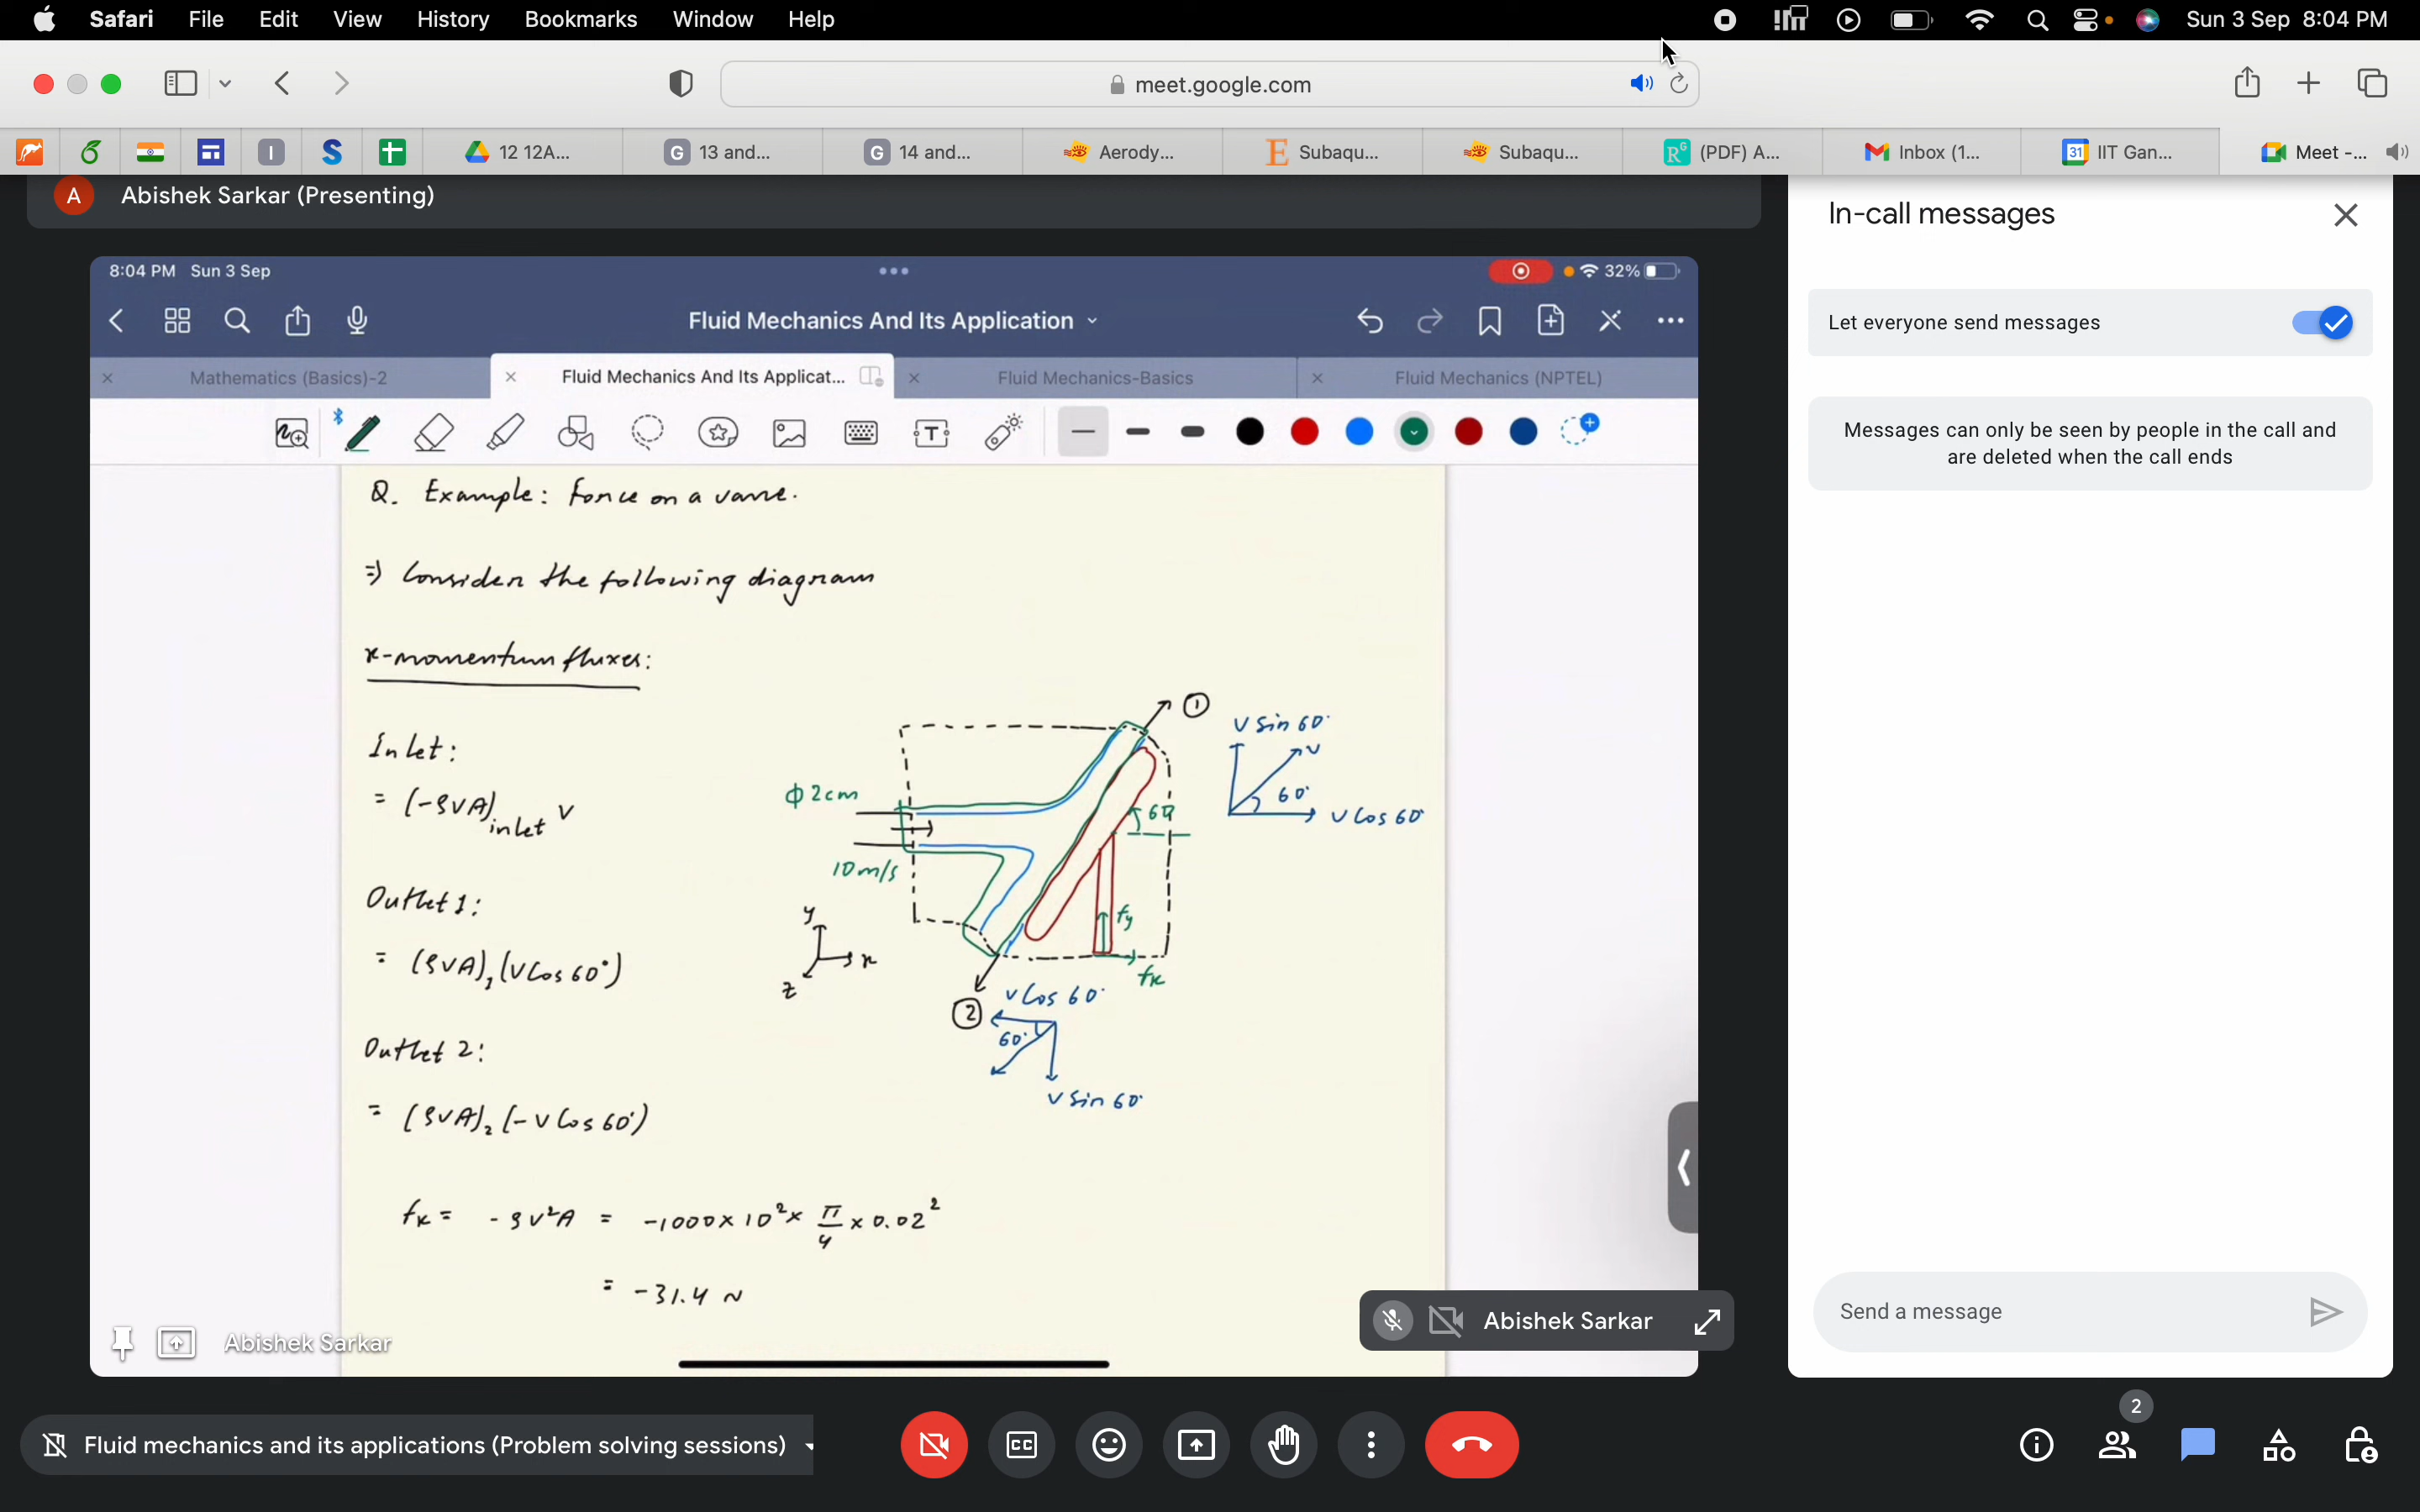 Safari File Edit View History Bookmarks Window Help Sun 3 Sep 8:04 PM
meet.google.com
12 12A... 13 and... 14 and... Aerody... Subaqu... Subaqu... (PDF) A... Inbox (1... IIT Gan... Meet -...
A Abishek Sarkar (Presenting)
8:04 PM Sun 3 Sep 32%
Fluid Mechanics And Its Application
Mathematics (Basics)-2 Fluid Mechanics And Its Applicat... Fluid Mechanics-Basics Fluid Mechanics (NPTEL)
Q. Example: Force on a vane.
⇒ Consider the following diagram
x-momentum fluxes:
Inlet:
= (-ρVA)inlet V
Outlet 1:
= (ρVA)₁ (V Cos 60°)
Outlet 2:
= (ρVA)₂ (-V Cos 60°)
Fx = -ρV²A = -1000 × 10² × π/4 × 0.02²
= -31.4 N
ϕ 2cm
10 m/s
1
60°
Fy
Fx
y
x
z
V Sin 60°
V
60°
V Cos 60°
2
V Cos 60°
60°
V Sin 60°
Abishek Sarkar
Abishek Sarkar
In-call messages
Let everyone send messages
Messages can only be seen by people in the call and
are deleted when the call ends
Send a message
Fluid mechanics and its applications (Problem solving sessions)
CC
2